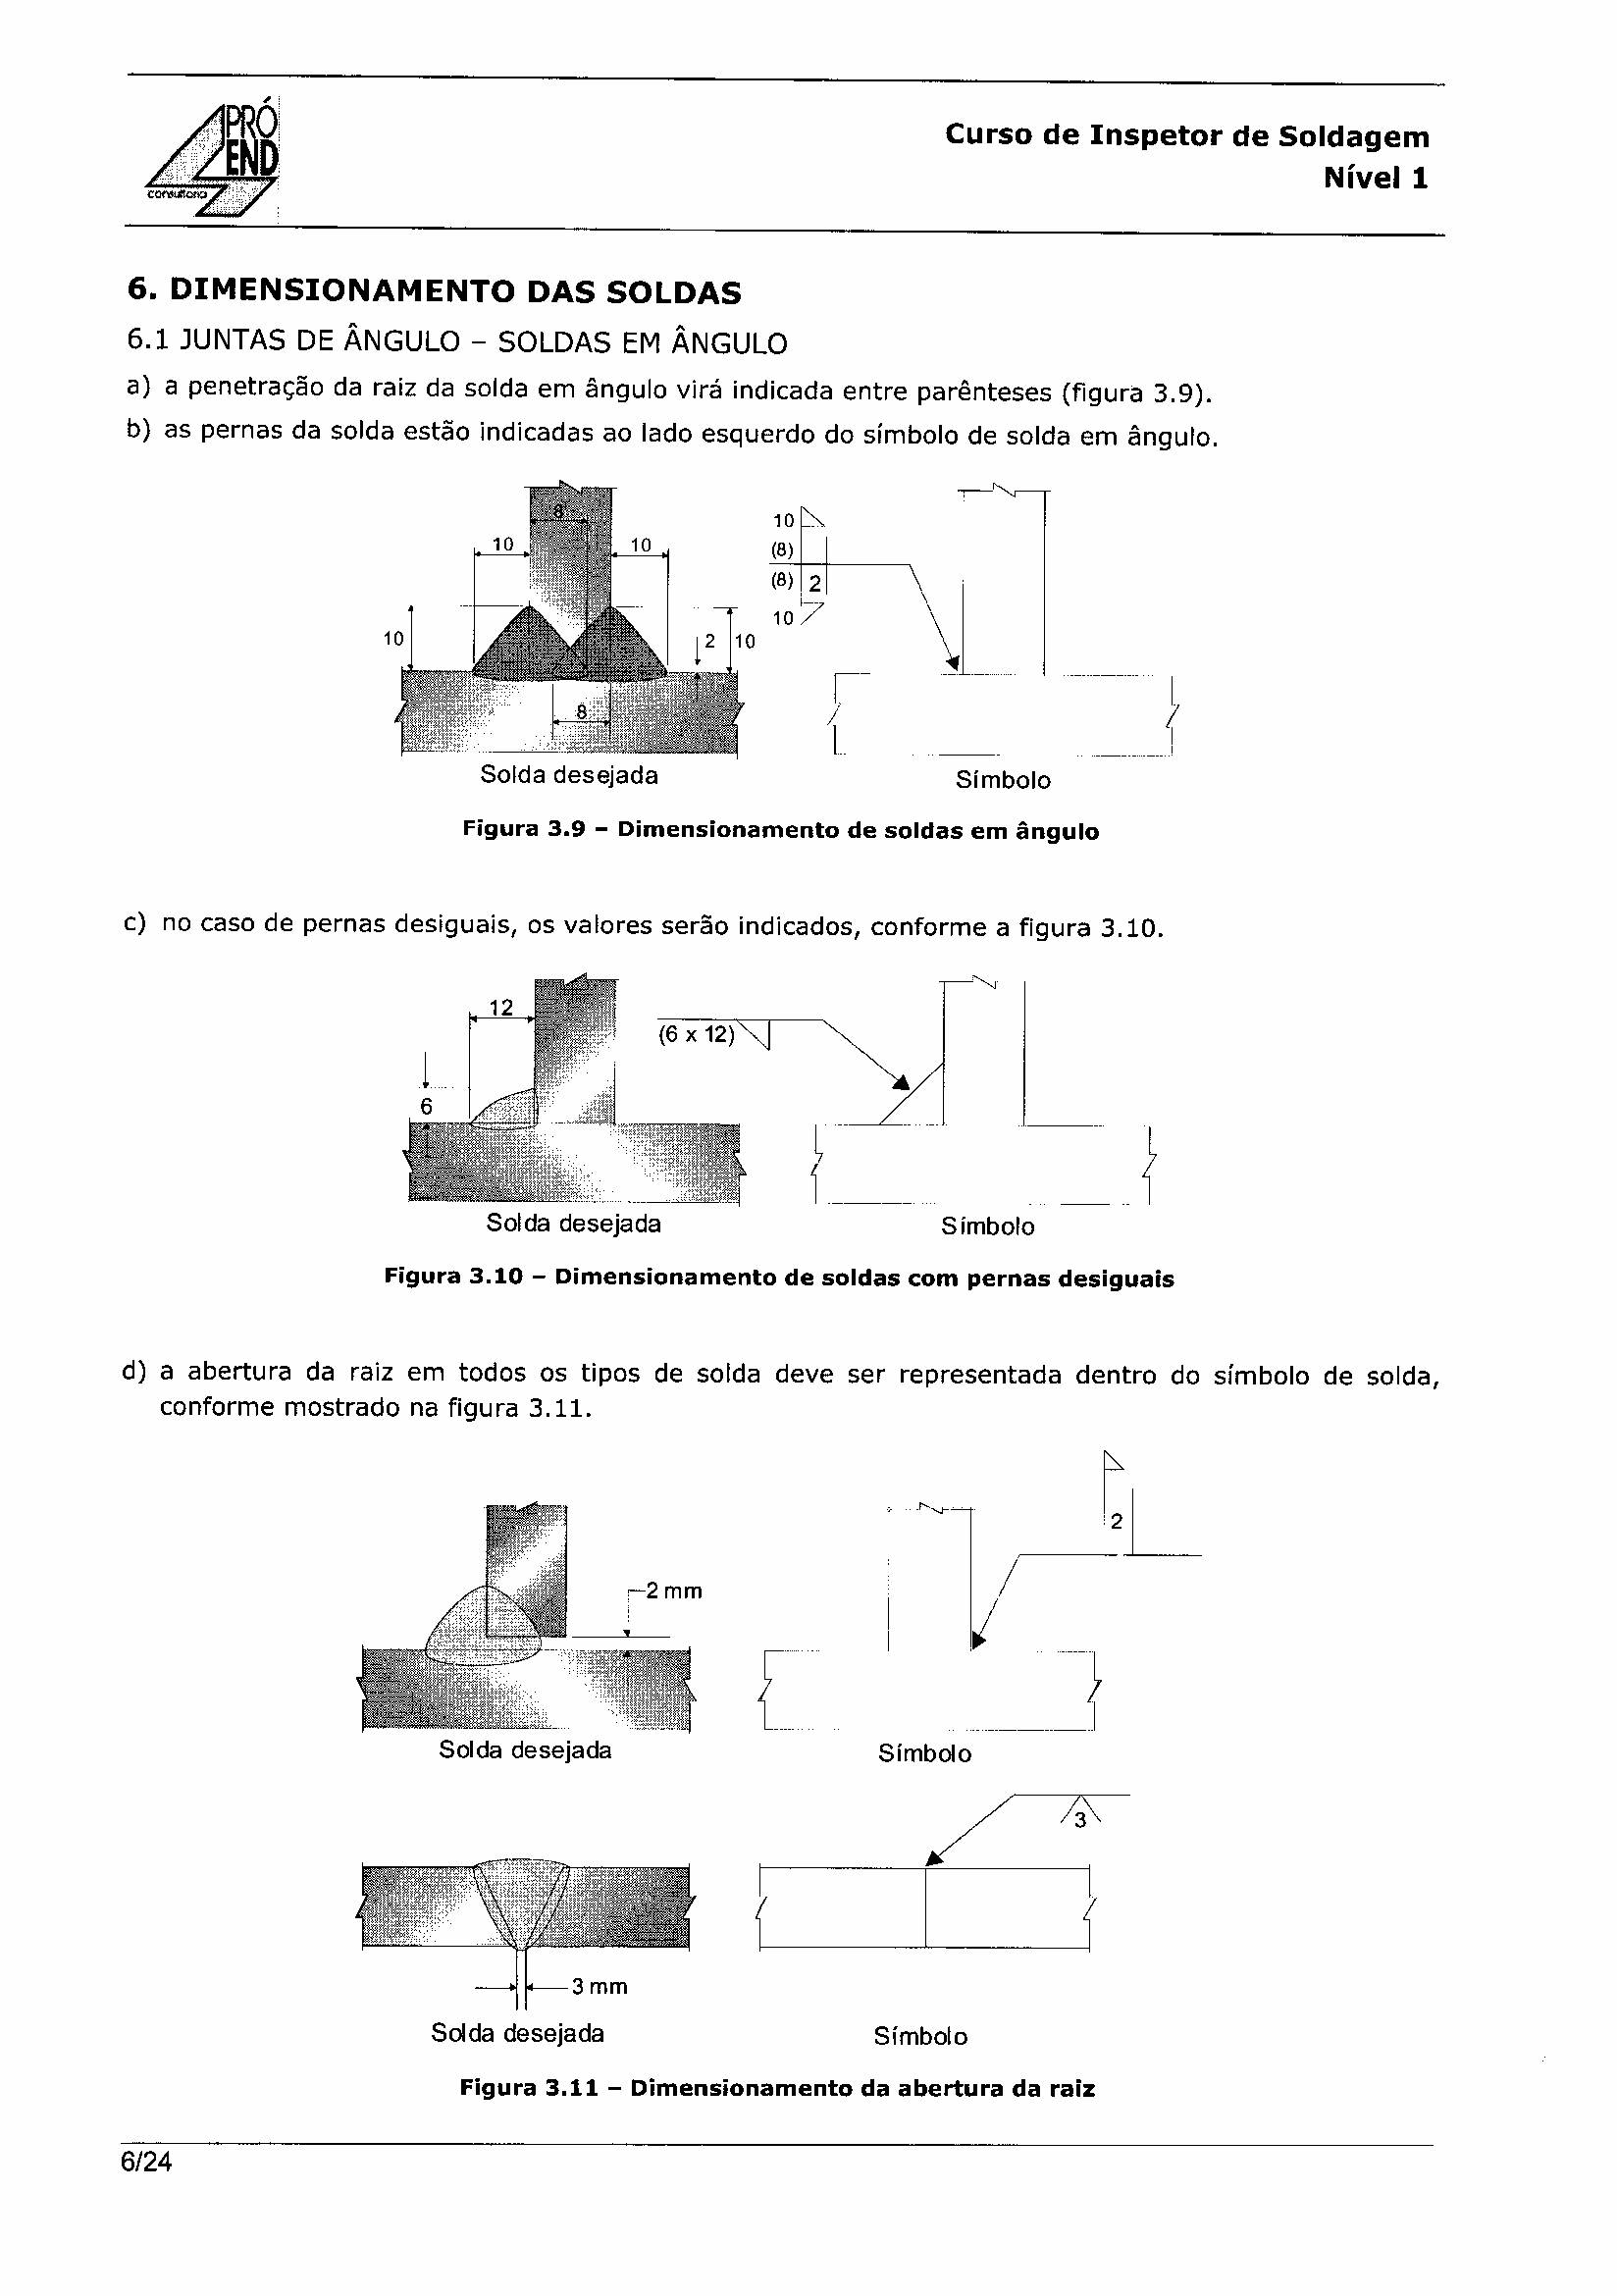 PRÓ
END
consultoria
Curso de Inspetor de Soldagem
Nível 1
6. DIMENSIONAMENTO DAS SOLDAS
6.1 JUNTAS DE ÂNGULO – SOLDAS EM ÂNGULO
a) a penetração da raiz da solda em ângulo virá indicada entre parênteses (figura 3.9).
b) as pernas da solda estão indicadas ao lado esquerdo do símbolo de solda em ângulo.
8
10 10
10
2 10
8
10
(8)
(8) 2
10
Solda desejada
Símbolo
Figura 3.9 – Dimensionamento de soldas em ângulo
c) no caso de pernas desiguais, os valores serão indicados, conforme a figura 3.10.
12
6
(6 x 12)
Solda desejada
Símbolo
Figura 3.10 – Dimensionamento de soldas com pernas desiguais
d) a abertura da raiz em todos os tipos de solda deve ser representada dentro do símbolo de solda,
conforme mostrado na figura 3.11.
2 mm
2
Solda desejada
Símbolo
3
3 mm
Solda desejada
Símbolo
Figura 3.11 – Dimensionamento da abertura da raiz
6/24